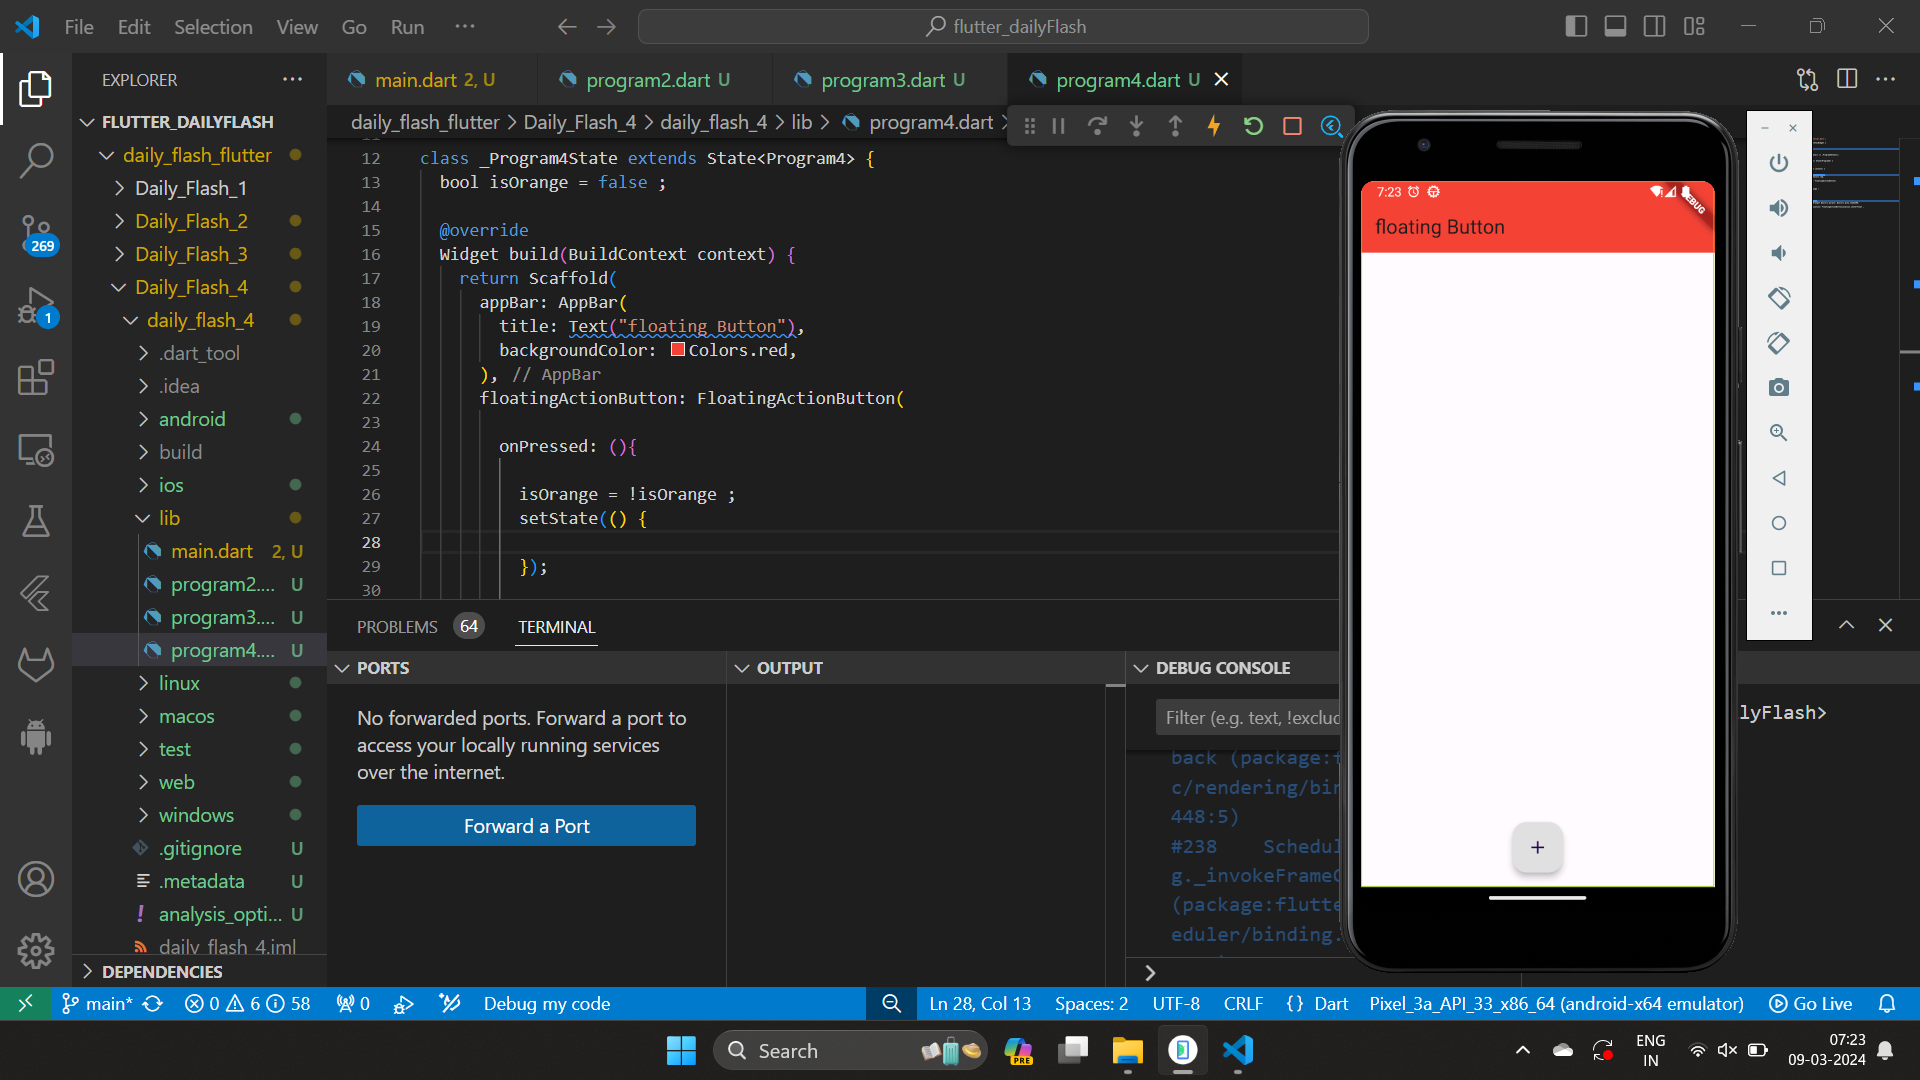 File Edit Selection View Go Run ···
flutter_dailyFlash
EXPLORER
main.dart 2, U
program2.dart U
program3.dart U
program4.dart U
daily_flash_flutter > Daily_Flash_4 > daily_flash_4 > lib > program4.dart >
FLUTTER_DAILYFLASH
daily_flash_flutter
Daily_Flash_1
Daily_Flash_2
Daily_Flash_3
Daily_Flash_4
daily_flash_4
.dart_tool
.idea
android
build
ios
lib
main.dart 2, U
program2.... U
program3.... U
program4.... U
linux
macos
test
web
windows
.gitignore U
.metadata U
analysis_opti... U
daily_flash_4.iml
DEPENDENCIES
269
1
12 class _Program4State extends State<Program4> {
13 bool isOrange = false ;
14
15 @override
16 Widget build(BuildContext context) {
17 return Scaffold(
18 appBar: AppBar(
19 title: Text("floating Button"),
20 backgroundColor: Colors.red,
21 ), // AppBar
22 floatingActionButton: FloatingActionButton(
23
24 onPressed: (){
25
26 isOrange = !isOrange ;
27 setState(() {
28
29 });
30
PROBLEMS 64 TERMINAL
PORTS
No forwarded ports. Forward a port to
access your locally running services
over the internet.
Forward a Port
OUTPUT
DEBUG CONSOLE
Filter (e.g. text, !exclu
back (package:f
c/rendering/bin
448:5)
#238 Schedul
g._invokeFrameC
(package:flutte
eduler/binding.
lyFlash>
7:23
DEBUG
floating Button
+
main* 0 6 58 0 Debug my code
Ln 28, Col 13 Spaces: 2 UTF-8 CRLF {} Dart Pixel_3a_API_33_x86_64 (android-x64 emulator) Go Live
Search
PRE
ENG
IN
07:23
09-03-2024